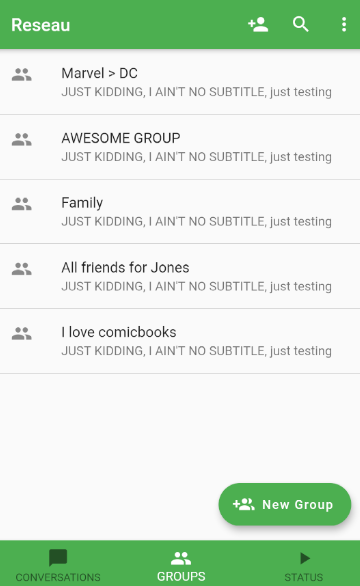 Reseau
Marvel > DC
JUST KIDDING, I AIN'T NO SUBTITLE, just testing
AWESOME GROUP
JUST KIDDING, I AIN'T NO SUBTITLE, just testing
Family
JUST KIDDING, I AIN'T NO SUBTITLE, just testing
All friends for Jones
JUST KIDDING, I AIN'T NO SUBTITLE, just testing
I love comicbooks
JUST KIDDING, I AIN'T NO SUBTITLE, just testing
New Group
CONVERSATIONS
GROUPS
STATUS